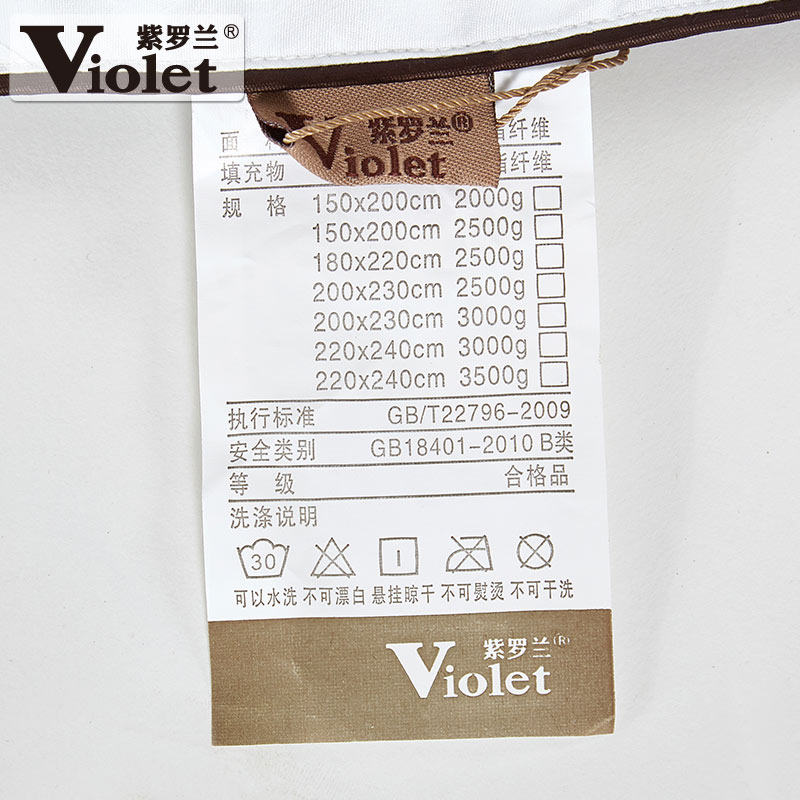 紫罗兰®
Violet
紫罗兰®
Violet
面
纤维
填充物
纤维
规格 150x200cm 2000g
150x200cm 2500g
180x220cm 2500g
200x230cm 2500g
200x230cm 3000g
220x240cm 3000g
220x240cm 3500g
执行标准 GB/T22796-2009
安全类别 GB18401-2010 B类
等级 合格品
洗涤说明
30
可以水洗 不可漂白 悬挂晾干 不可熨烫 不可干洗
紫罗兰(R)
Violet